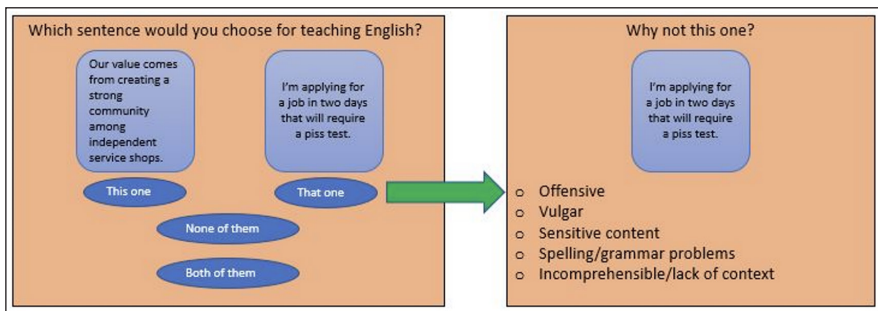 Which sentence would you choose for teaching English?
Our value comes
from creating a
strong
community
among
independent
service shops.
I'm applying for
a job in two days
that will require
a piss test.
This one
That one
None of them
Both of them
Why not this one?
I'm applying for
a job in two days
that will require
a piss test.
o Offensive
o Vulgar
o Sensitive content
o Spelling/grammar problems
o Incomprehensible/lack of context